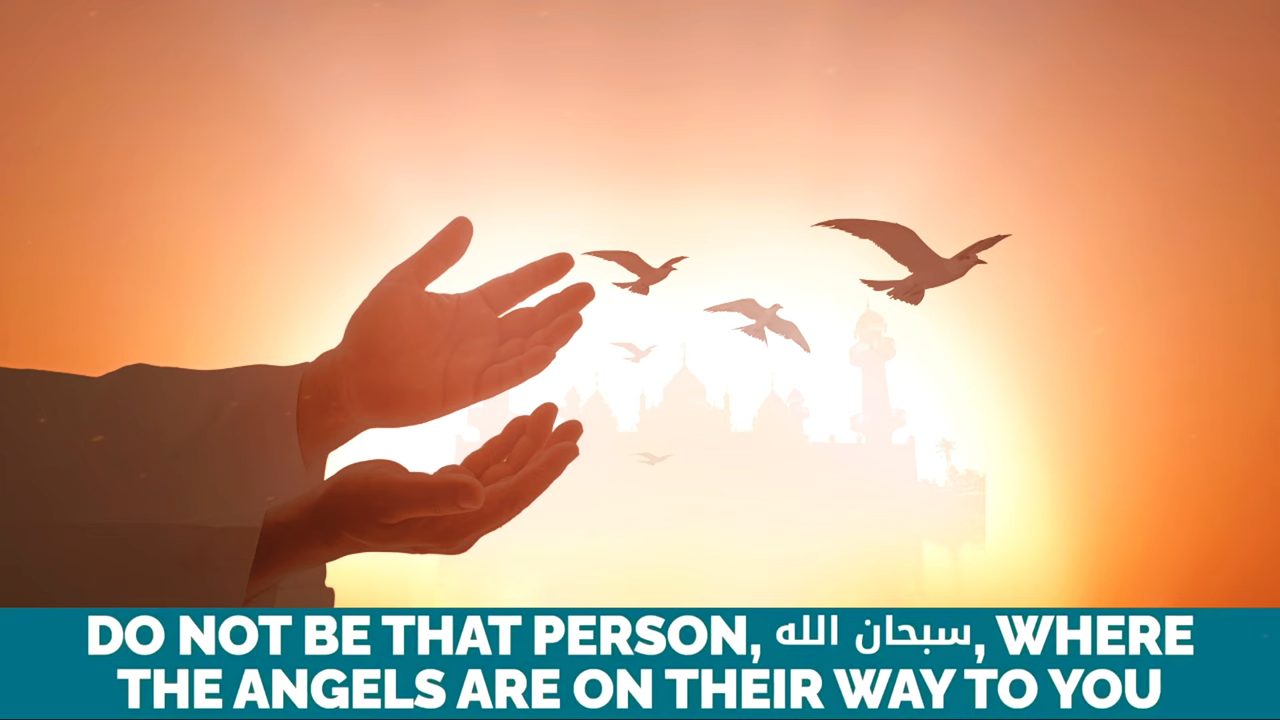 DO NOT BE THAT PERSON, سبحان الله, WHERE
THE ANGELS ARE ON THEIR WAY TO YOU